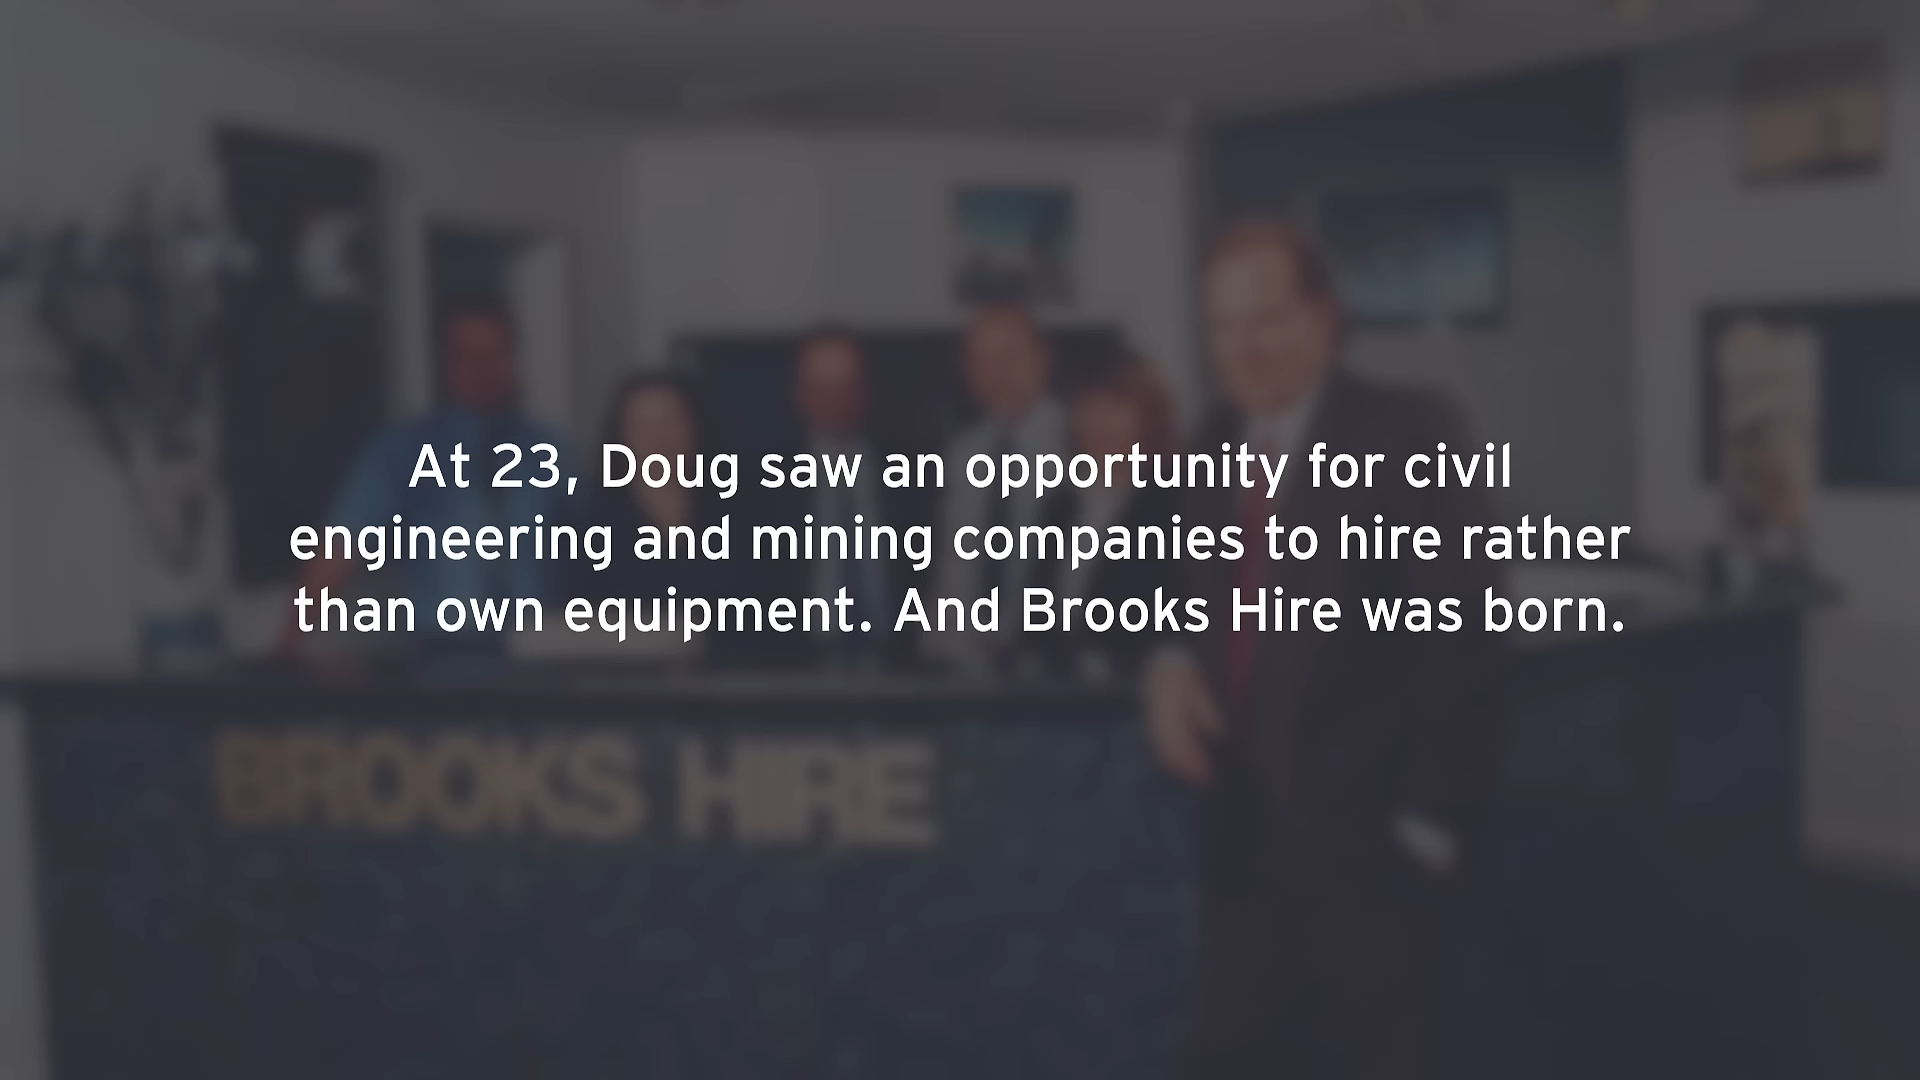 At 23, Doug saw an opportunity for civil
engineering and mining companies to hire rather
than own equipment. And Brooks Hire was born.
BROOKS HIRE